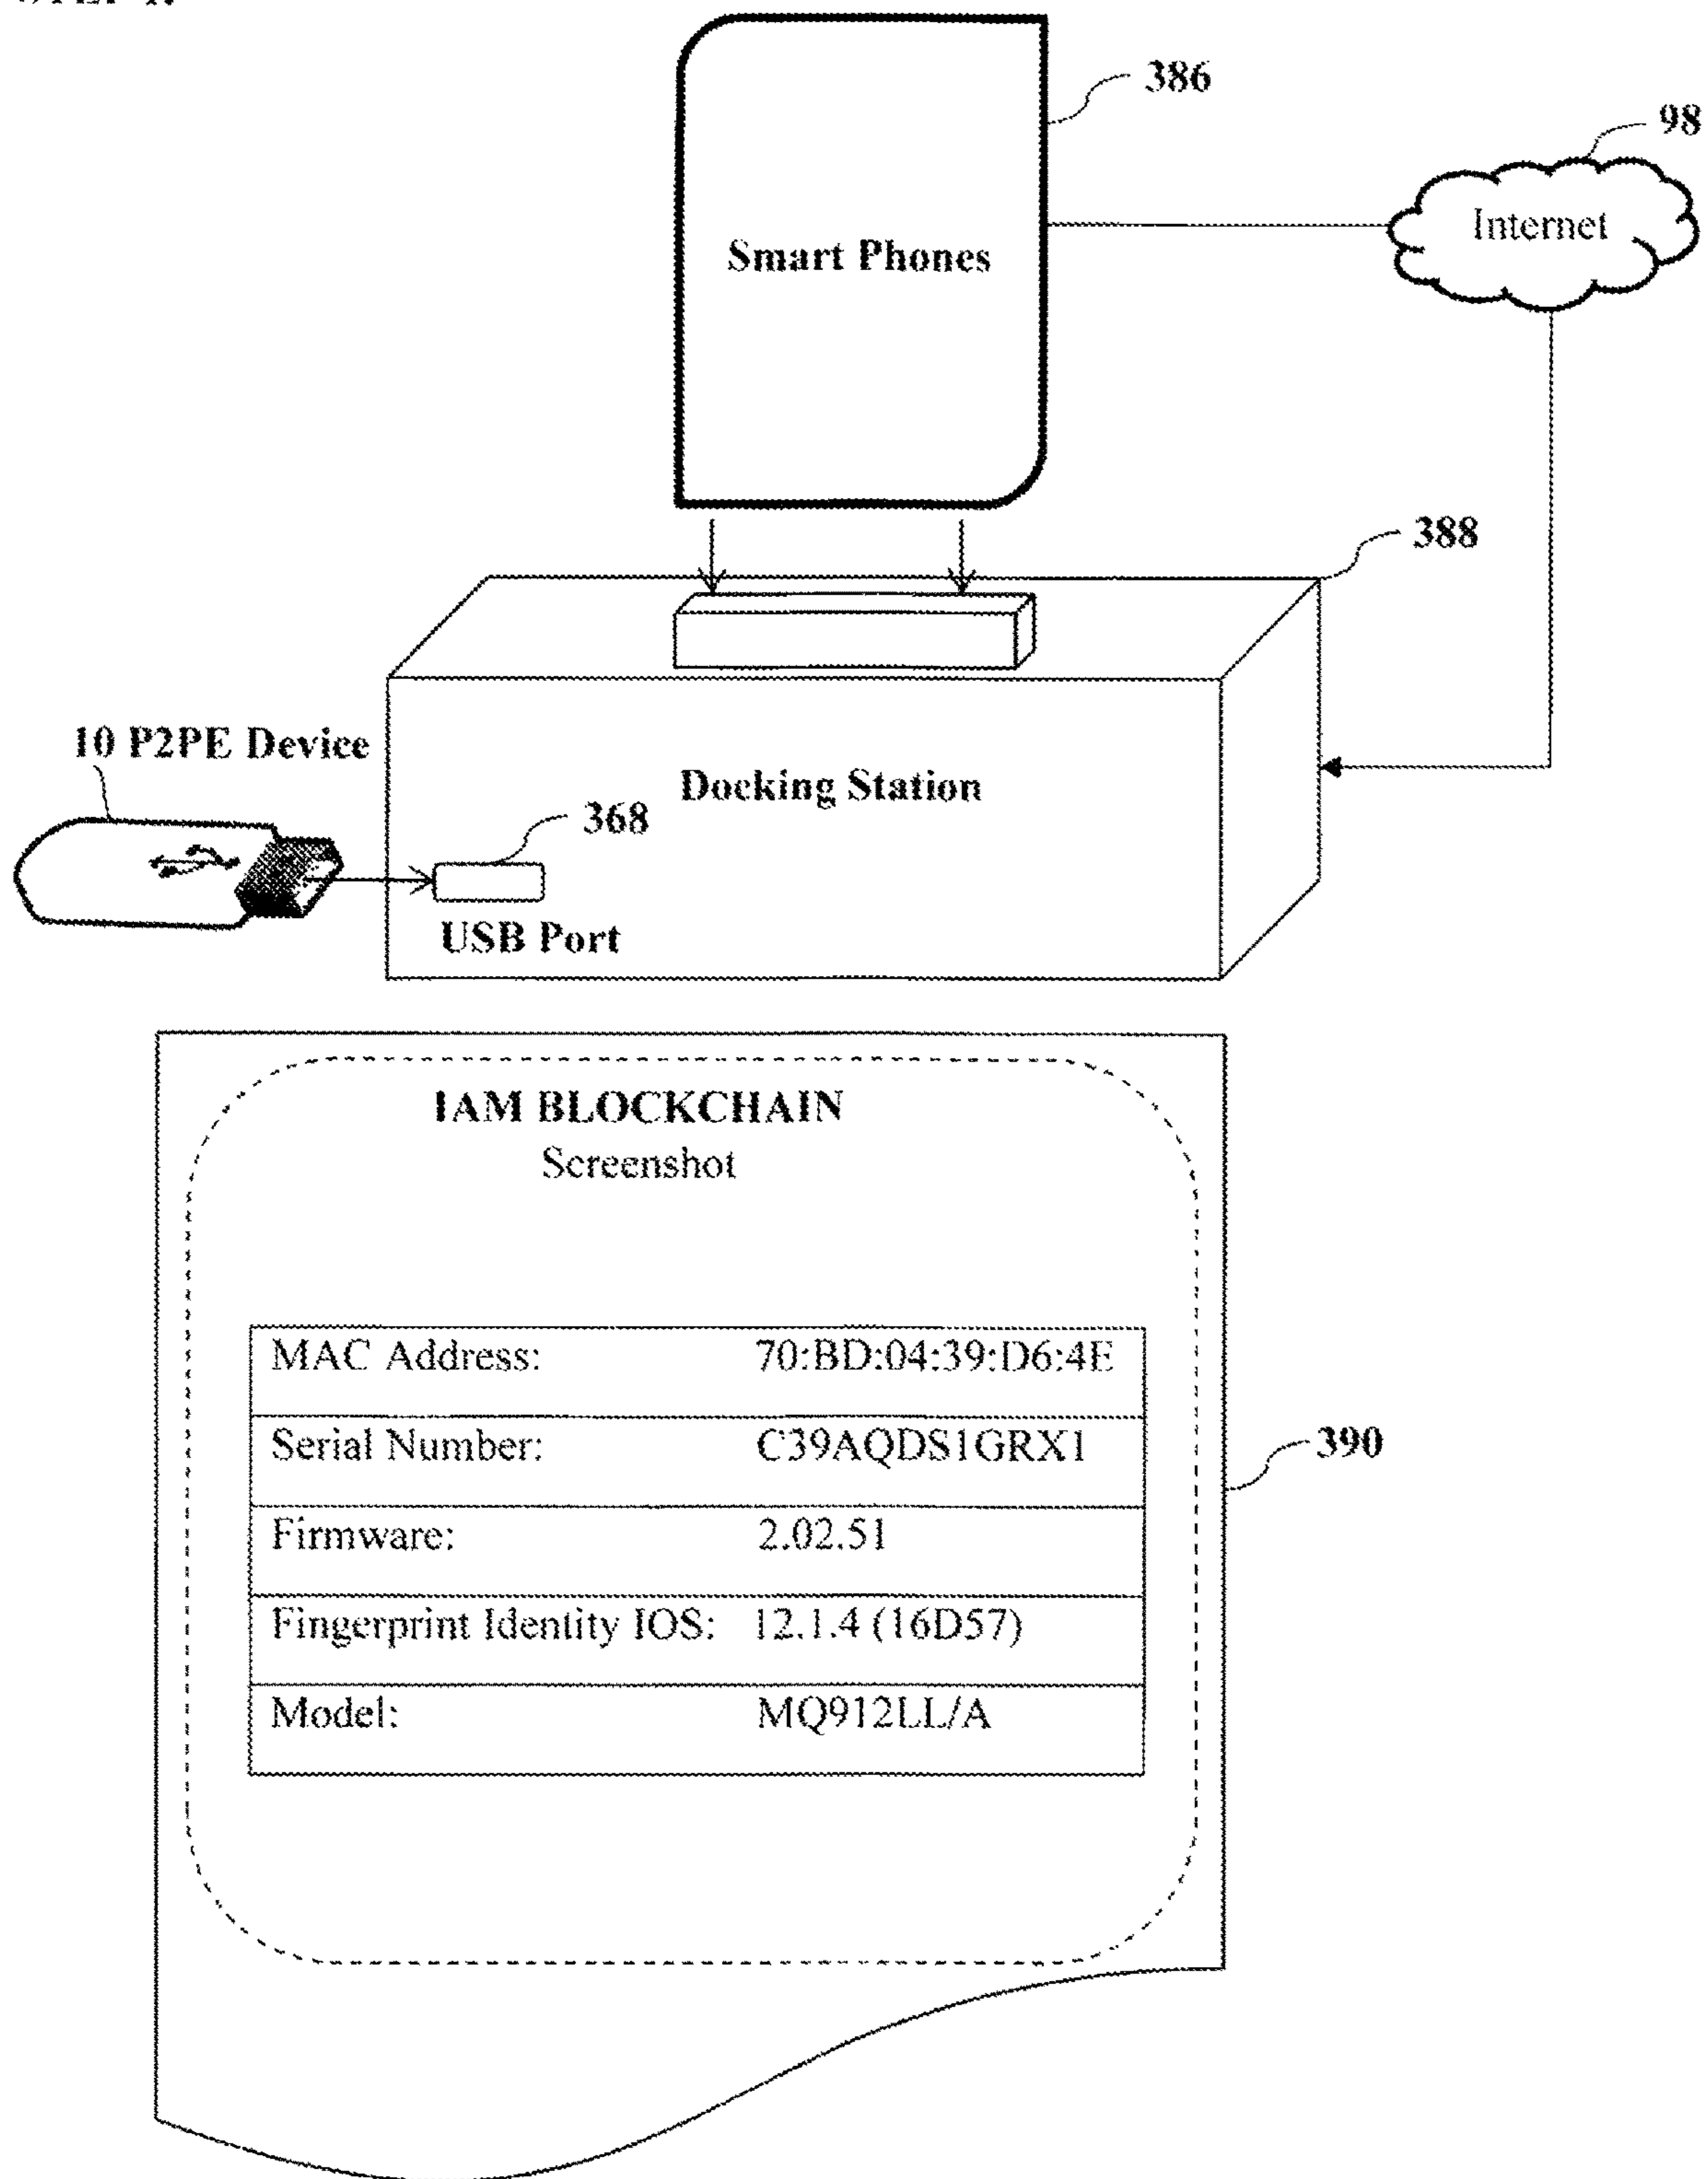 386
98
Internet
Smart Phones
388
10 P2PE Device
Docking Station
368
USB Port
IAM BLOCKCHAIN
Screenshot
MAC Address: 70:BD:04:39:D6:4E
Serial Number: C39AQDS1GRX1
390
Firmware: 2.02.51
Fingerprint Identity IOS: 12.1.4 (16D57)
Model: MQ912LL/A